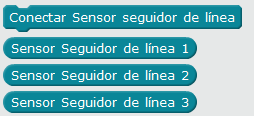 Conectar Sensor seguidor de línea
Sensor Seguidor de línea 1
Sensor Seguidor de línea 2
Sensor Seguidor de línea 3